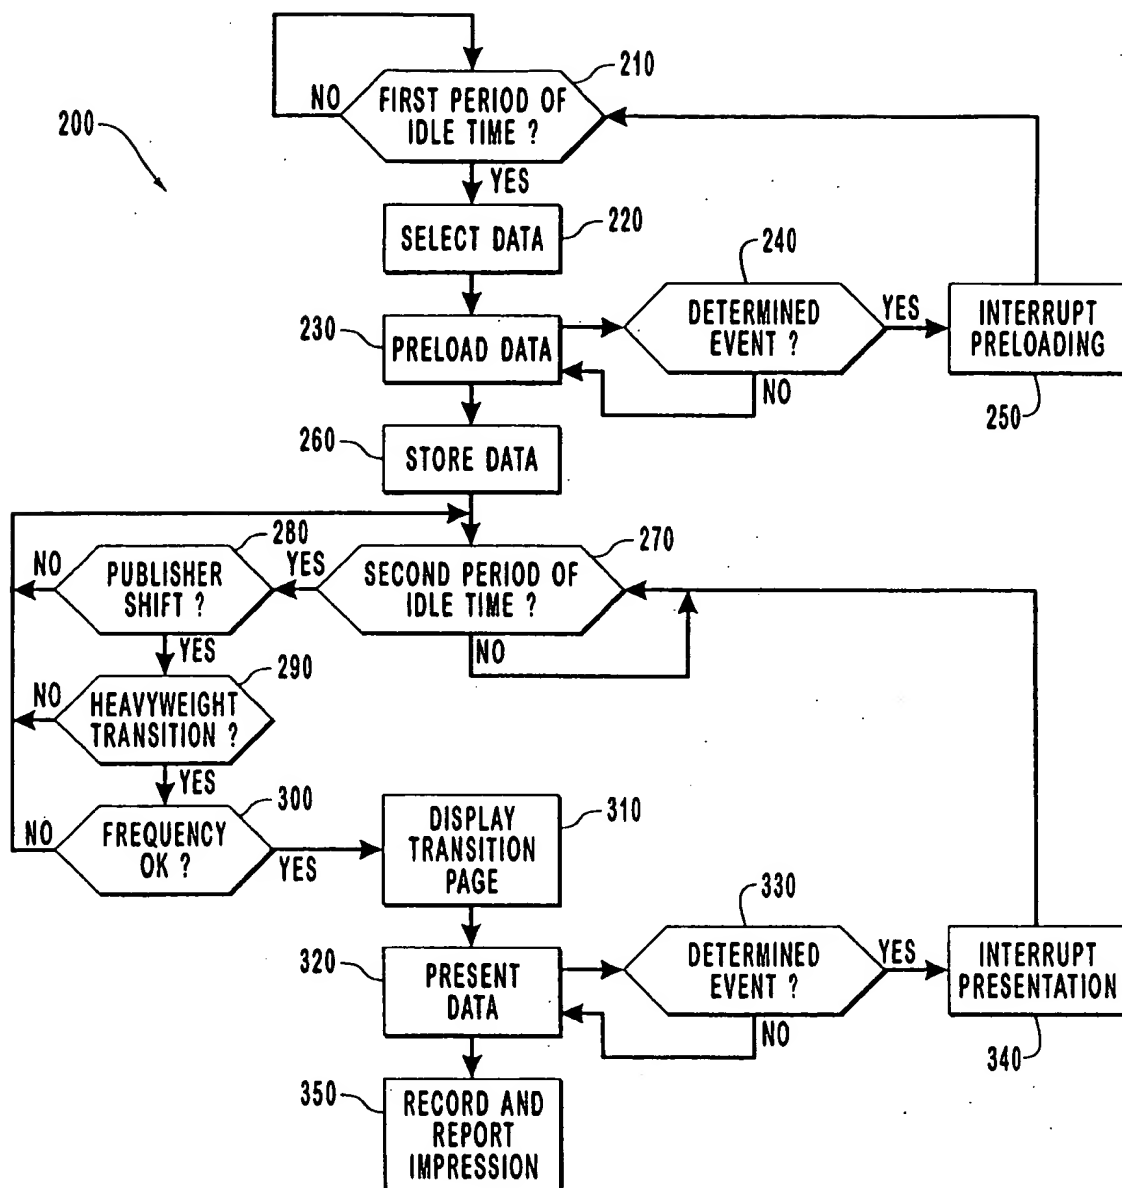 200
210
NO
FIRST PERIOD OF
IDLE TIME ?
YES
SELECT DATA
220
230
PRELOAD DATA
240
DETERMINED
EVENT ?
YES
NO
INTERRUPT
PRELOADING
250
260
STORE DATA
280
NO
PUBLISHER
SHIFT ?
YES
270
SECOND PERIOD OF
IDLE TIME ?
NO
YES
290
NO
HEAVYWEIGHT
TRANSITION ?
YES
300
NO
FREQUENCY
OK ?
YES
310
DISPLAY
TRANSITION
PAGE
320
PRESENT
DATA
330
DETERMINED
EVENT ?
YES
NO
INTERRUPT
PRESENTATION
340
350
RECORD AND
REPORT
IMPRESSION